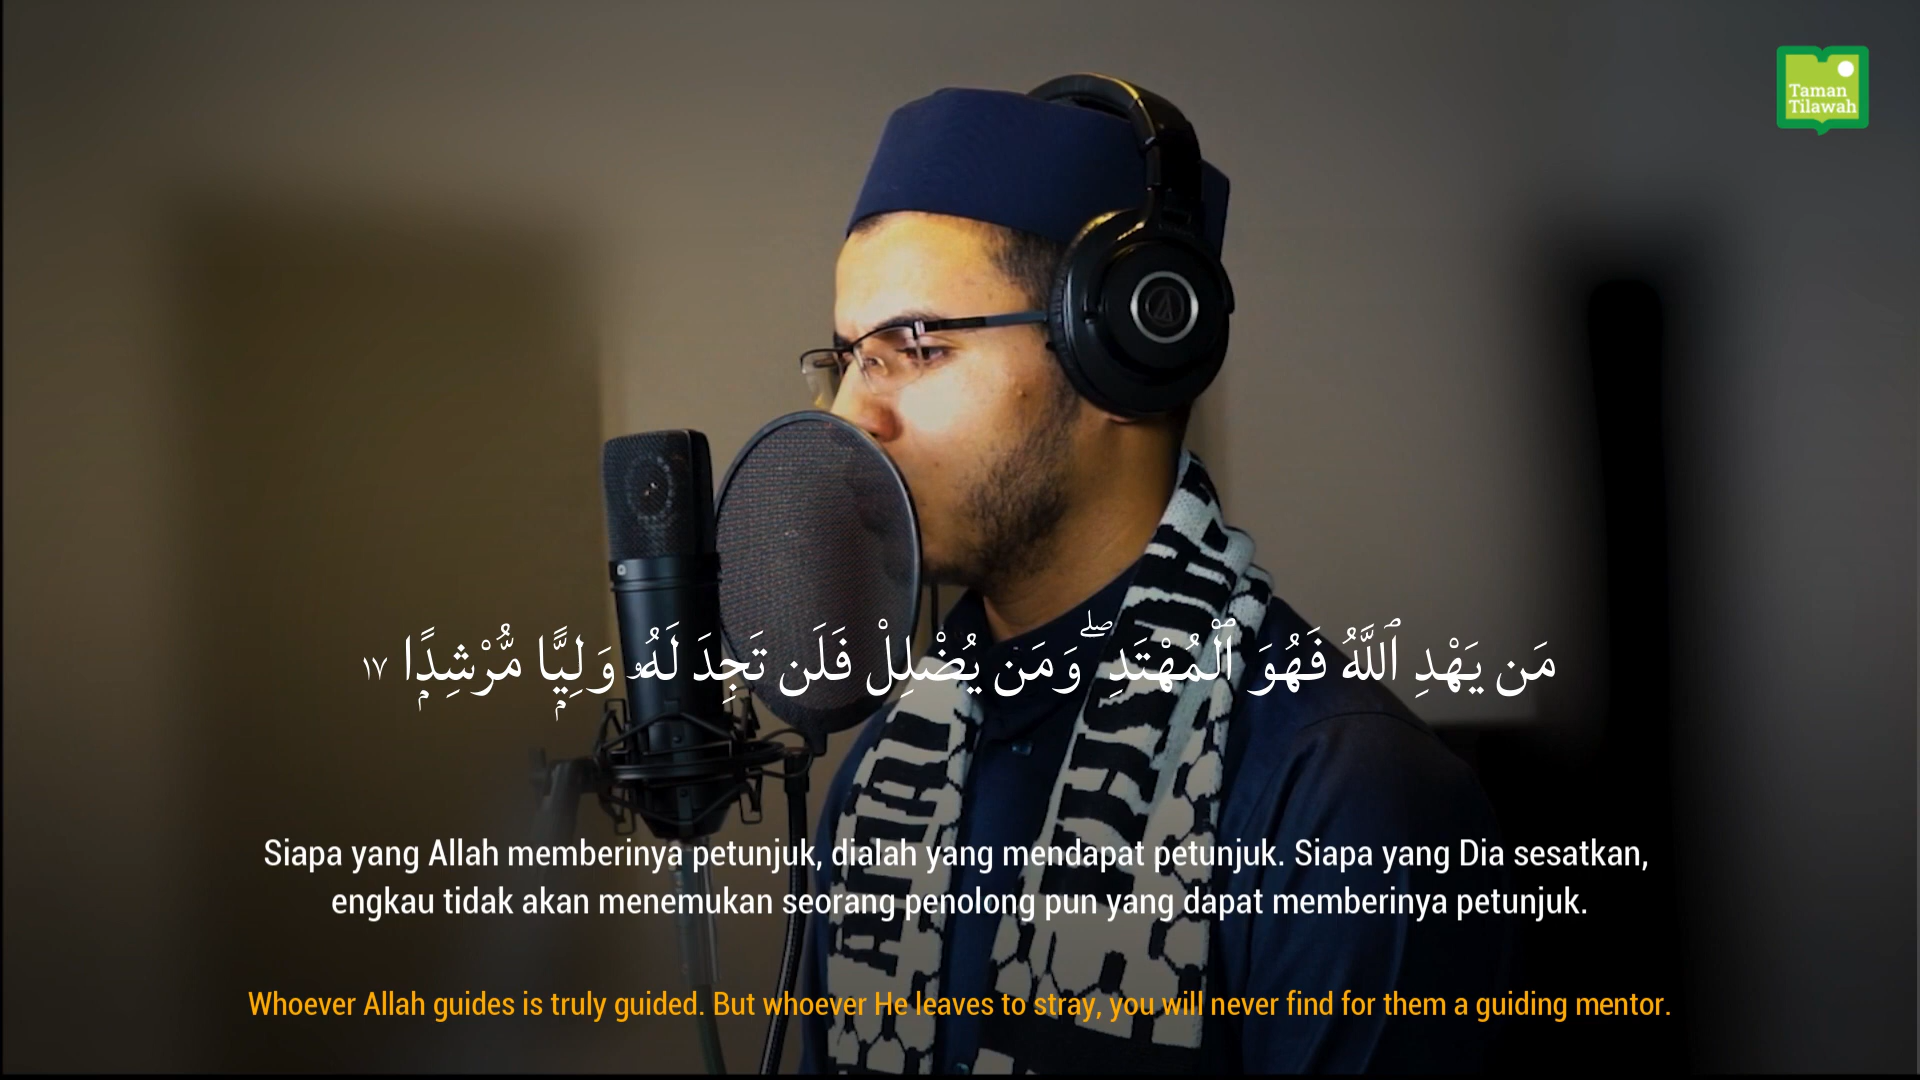 Taman
Tilawah
مَن يَهْدِ ٱللَّهُ فَهُوَ ٱلْمُهْتَدِ ۖ وَمَن يُضْلِلْ فَلَن تَجِدَ لَهُۥ وَلِيًّۭا مُّرْشِدًۭا ١٧
Siapa yang Allah memberinya petunjuk, dialah yang mendapat petunjuk. Siapa yang Dia sesatkan,
engkau tidak akan menemukan seorang penolong pun yang dapat memberinya petunjuk.
Whoever Allah guides is truly guided. But whoever He leaves to stray, you will never find for them a guiding mentor.